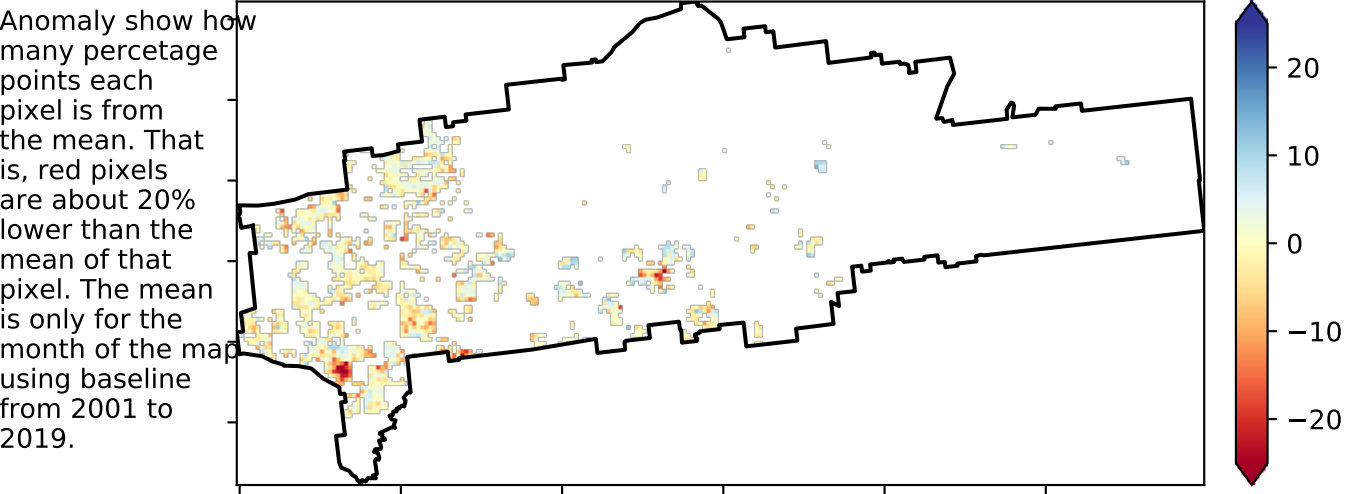 Anomaly show how
many percetage
points each
pixel is from
the mean. That
is, red pixels
are about 20%
lower than the
mean of that
pixel. The mean
is only for the
month of the map
using baseline
from 2001 to
2019.
20
10
0
−10
−20